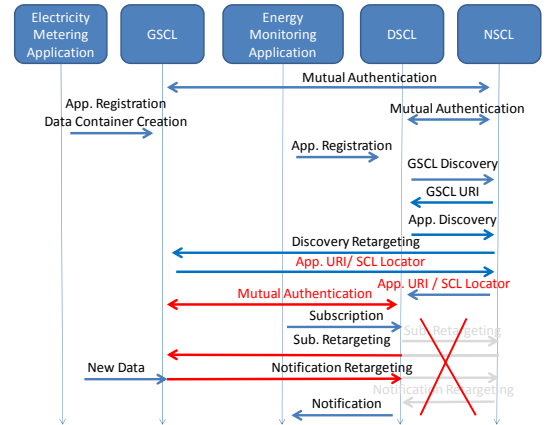 Electricity
Metering
Application
GSCL
Energy
Monitoring
Application
DSCL
NSCL
Mutual Authentication
App. Registration
Data Container Creation
Mutual Authentication
App. Registration
GSCL Discovery
GSCL URI
App. Discovery
Discovery Retargeting
App. URI/ SCL Locator
App. URI / SCL Locator
Mutual Authentication
Subscription
Sub. Retargeting
Sub. Retargeting
New Data
Notification Retargeting
Notification Retargeting
Notification